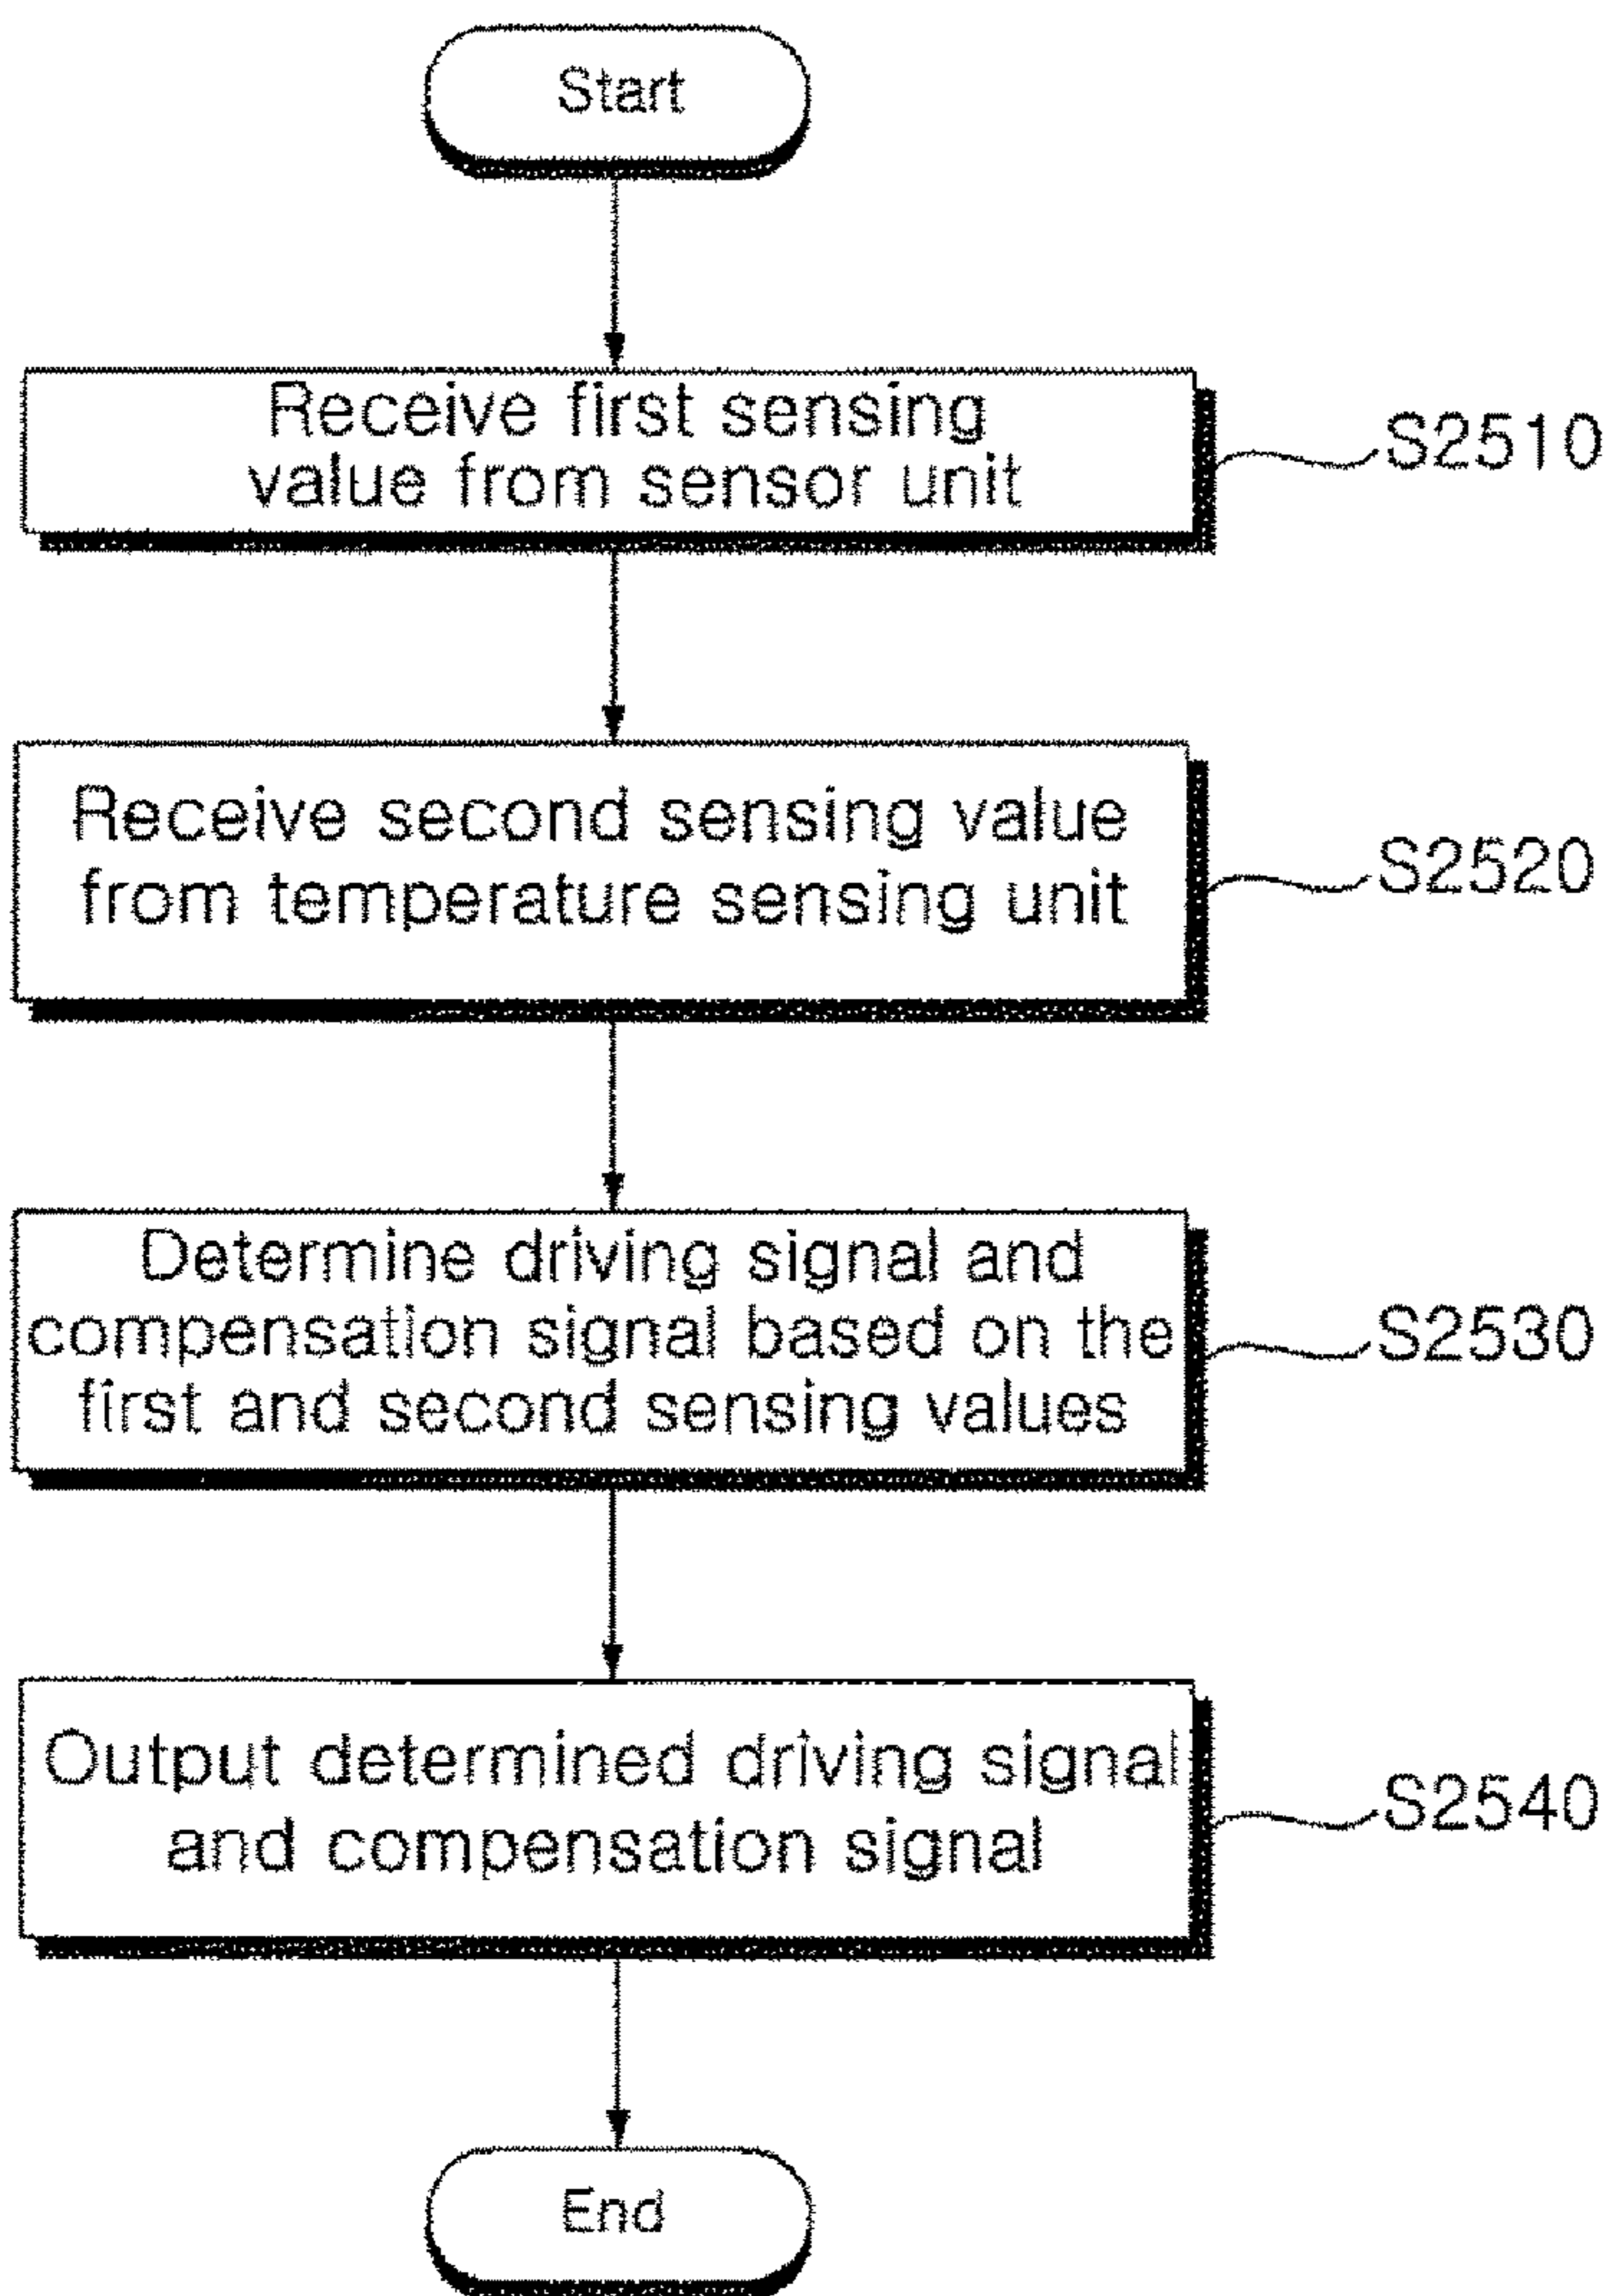 Start
Receive first sensing
value from sensor unit
S2510
Receive second sensing value
from temperature sensing unit
S2520
Determine driving signal and
compensation signal based on the
first and second sensing values
S2530
Output determined driving signal
and compensation signal
S2540
End